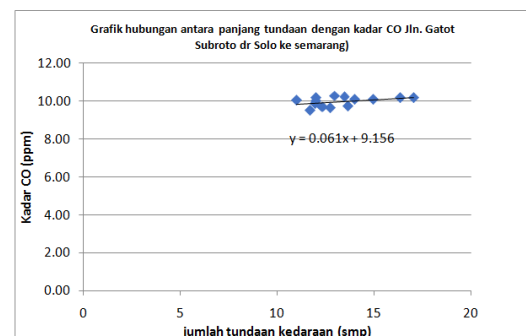 Grafik hubungan antara panjang tundaan dengan kadar CO Jln. Gatot
Subroto dr Solo ke semarang)
12.00
10.00
8.00
6.00
4.00
2.00
0.00
Kadar CO (ppm)
y = 0.061x + 9.156
0 5 10 15 20
jumlah tundaan kedaraan (smp)